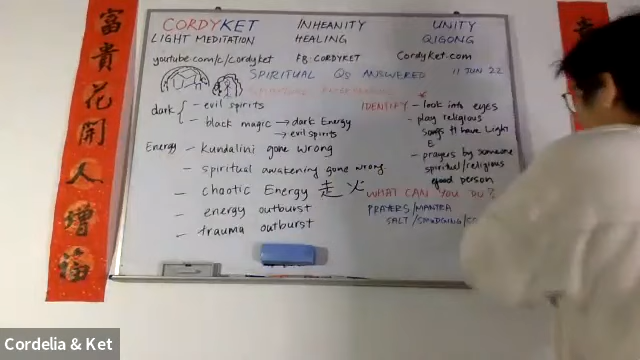 富
貴
花
開
人
增
福
CORDYKET INHEANITY UNITY
LIGHT MEDITATION HEALING QIGONG
youtube.com/c/cordyket FB:CORDYKET Cordyket.com
SPIRITUAL Qs ANSWERED 11 JUN 22
dark - evil spirits
- black magic → dark Energy
→ evil spirits
Energy - Kundalini gone wrong
- spiritual awakening gone wrong
- chaotic Energy 走火
- energy outburst
- trauma outburst
IDENTIFY - look into eyes
- play religious
songs tt have Light
E
- prayers by someone
spiritual/religious
good person
WHAT CAN YOU DO?
PRAYERS/MANTRA
SALT/SMUDGING/
Cordelia & Ket